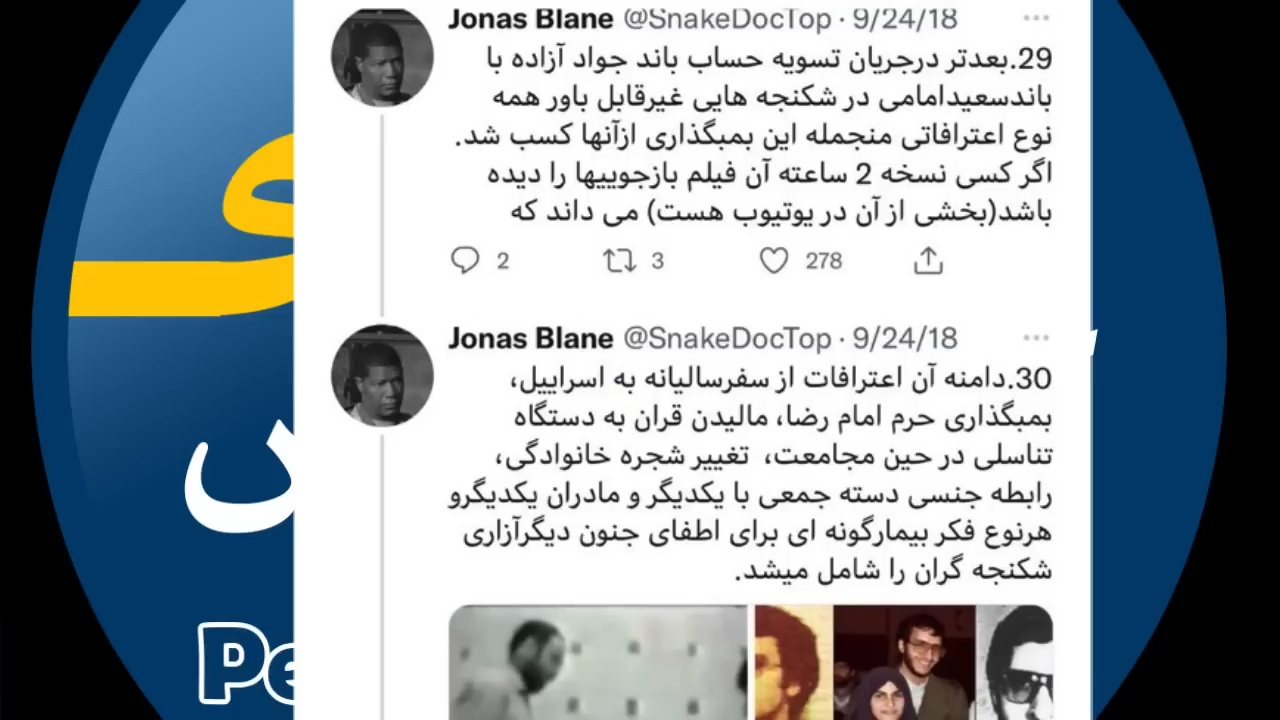 Jonas Blane @SnakeDocTop · 9/24/18
29.بعدتر درجریان تسویه حساب باند جواد آزاده با
باندسعیدامامی در شکنجه هایی غیرقابل باور همه
نوع اعترافاتی منجمله این بمبگذاری ازآنها کسب شد.
اگر کسی نسخه 2 ساعته آن فیلم بازجوییها را دیده
باشد(بخشی از آن در یوتیوب هست) می داند که
2 3 278
Jonas Blane @SnakeDocTop · 9/24/18
30.دامنه آن اعترافات از سفرسالیانه به اسراییل،
بمبگذاری حرم امام رضا، مالیدن قران به دستگاه
تناسلی در حین مجامعت، تغییر شجره خانوادگی،
رابطه جنسی دسته جمعی با یکدیگر و مادران یکدیگرو
هرنوع فکر بیمارگونه ای برای اطفای جنون دیگرآزاری
شکنجه گران را شامل میشد.